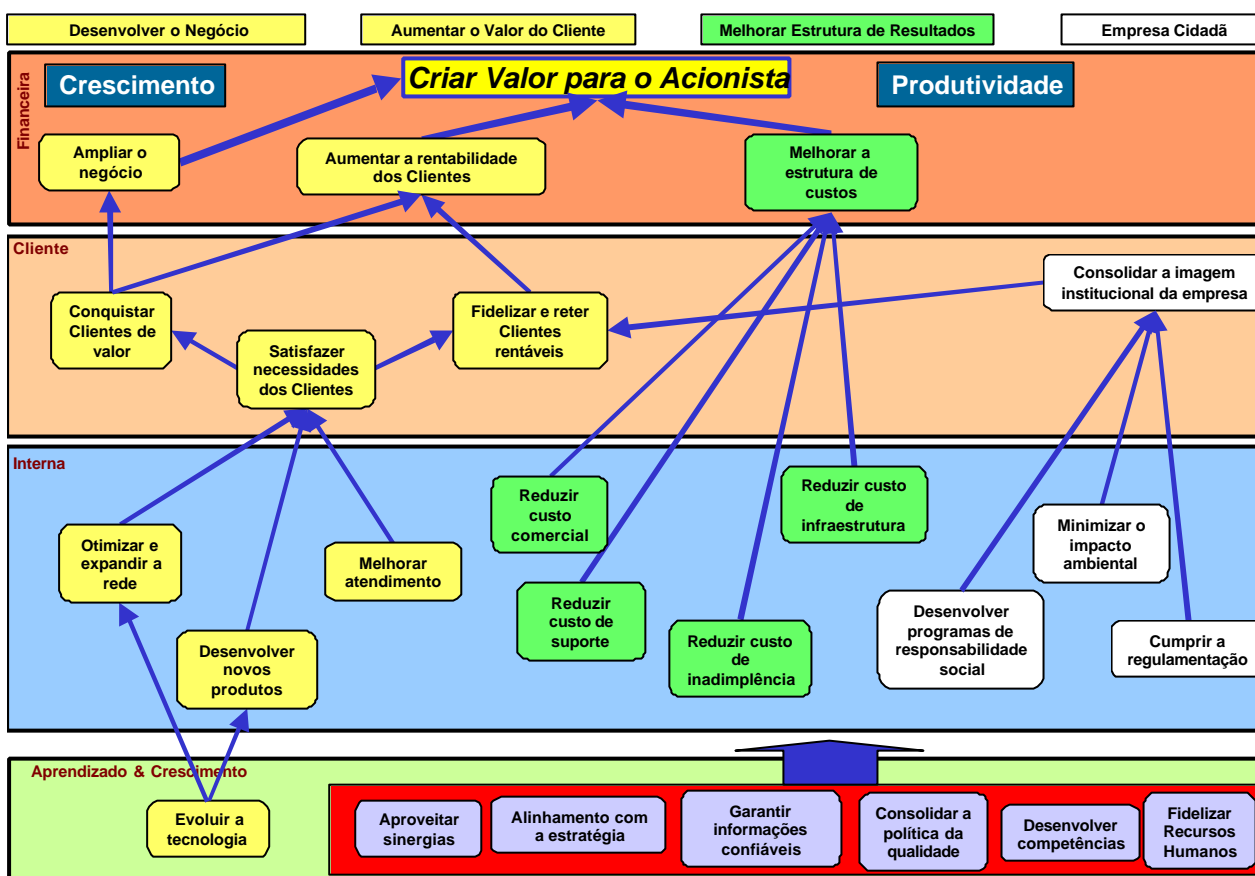 Desenvolver o Negócio
Aumentar o Valor do Cliente
Melhorar Estrutura de Resultados
Empresa Cidadã
Financeira
Crescimento
Criar Valor para o Acionista
Produtividade
Ampliar o
negócio
Aumentar a rentabilidade
dos Clientes
Melhorar a
estrutura de
custos
Cliente
Conquistar
Clientes de
valor
Satisfazer
necessidades
dos Clientes
Fidelizar e reter
Clientes
rentáveis
Consolidar a imagem
institucional da empresa
Interna
Otimizar e
expandir a
rede
Desenvolver
novos
produtos
Melhorar
atendimento
Reduzir
custo
comercial
Reduzir
custo de
suporte
Reduzir custo
de
inadimplência
Reduzir custo
de
infraestrutura
Desenvolver
programas de
responsabilidade
social
Minimizar o
impacto
ambiental
Cumprir a
regulamentação
Aprendizado & Crescimento
Evoluir a
tecnologia
Aproveitar
sinergias
Alinhamento com
a estratégia
Garantir
informações
confiáveis
Consolidar a
política da
qualidade
Desenvolver
competências
Fidelizar
Recursos
Humanos